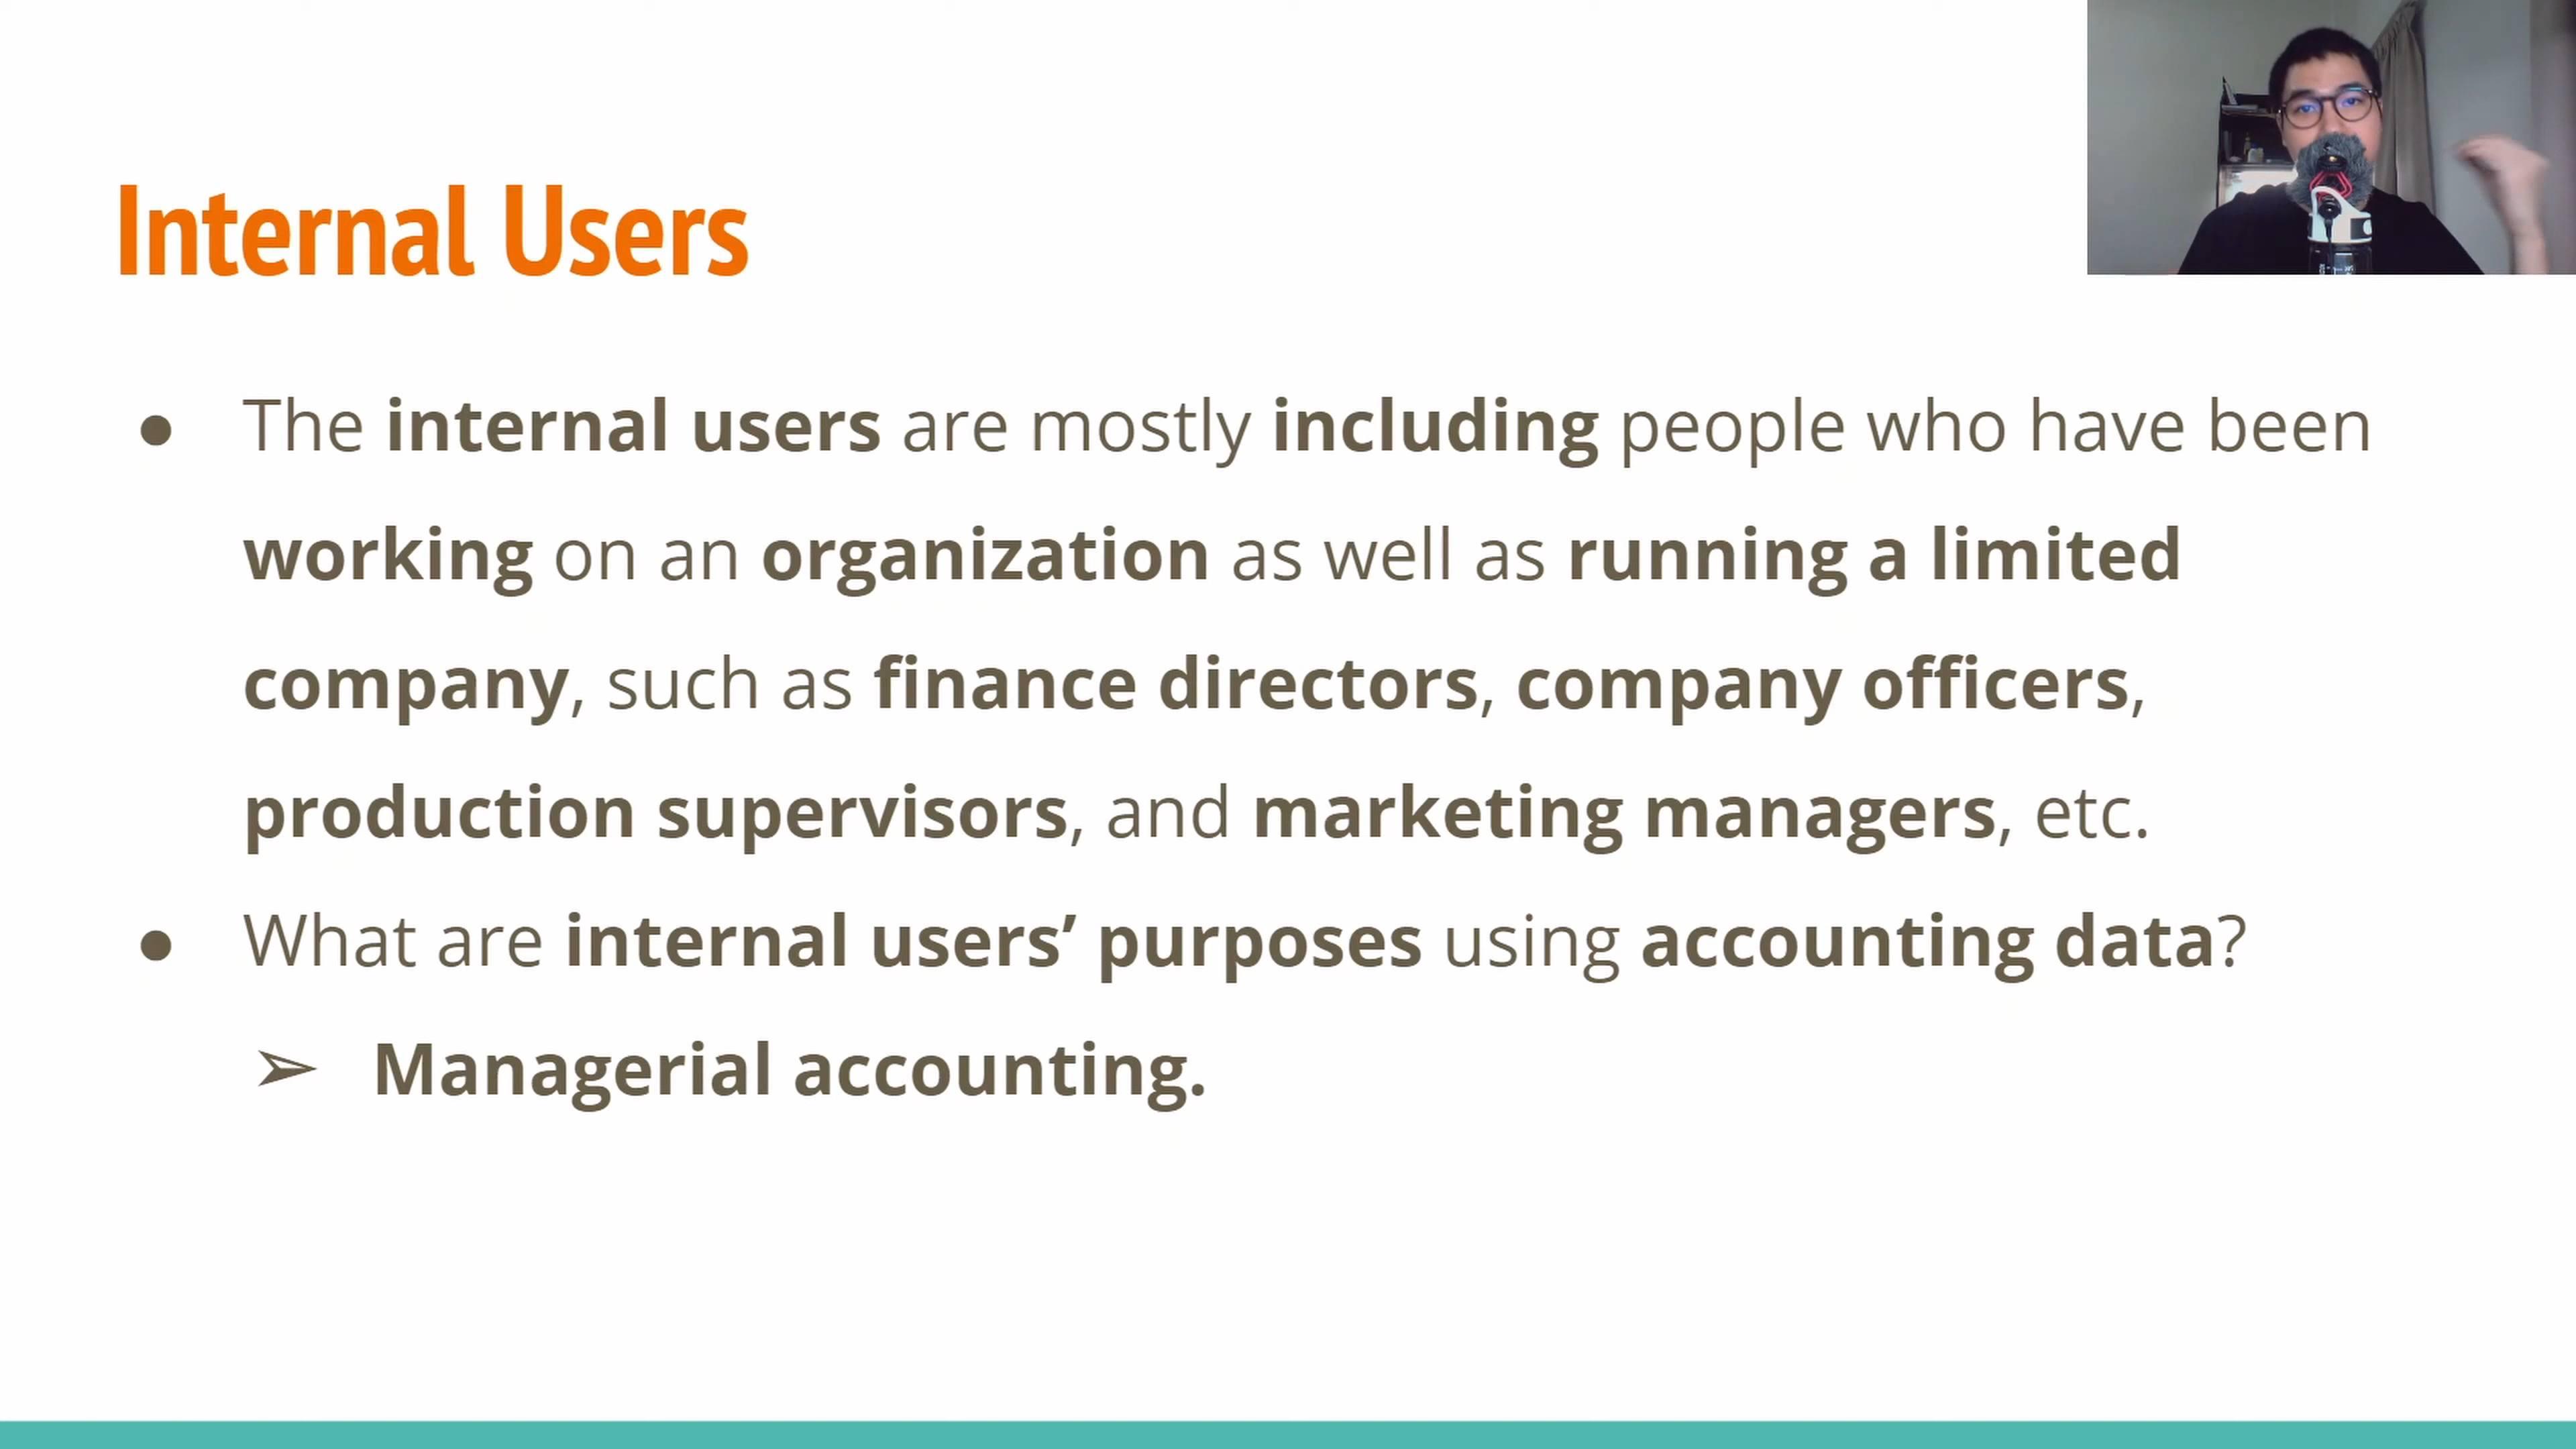 Internal Users
● The internal users are mostly including people who have been
working on an organization as well as running a limited
company, such as finance directors, company officers,
production supervisors, and marketing managers, etc.
● What are internal users’ purposes using accounting data?
➢ Managerial accounting.